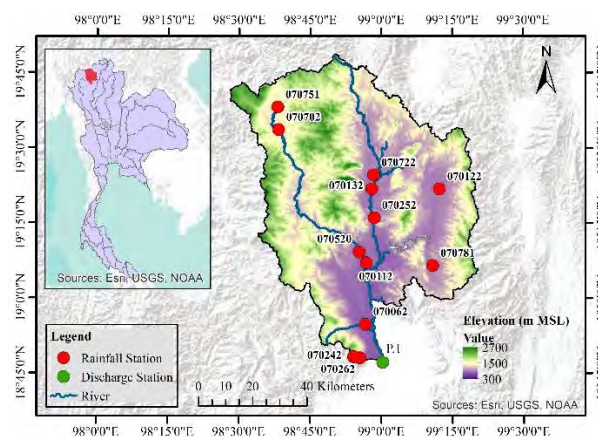 98°0'0"E 98°15'0"E 98°30'0"E 98°45'0"E 99°0'0"E 99°15'0"E 99°30'0"E
19°45'0"N
19°30'0"N
19°15'0"N
19°0'0"N
18°45'0"N
N
070751
070702
070722
070132
070122
070252
070520
070781
070112
070062
P.1
070242
070262
Sources: Esri, USGS, NOAA
Legend
Rainfall Station
Discharge Station
River
Elevation (m MSL)
Value
2700
1500
300
40 20 0 40 Kilometers
Sources: Esri, USGS, NOAA
98°0'0"E 98°15'0"E 98°30'0"E 98°45'0"E 99°0'0"E 99°15'0"E 99°30'0"E